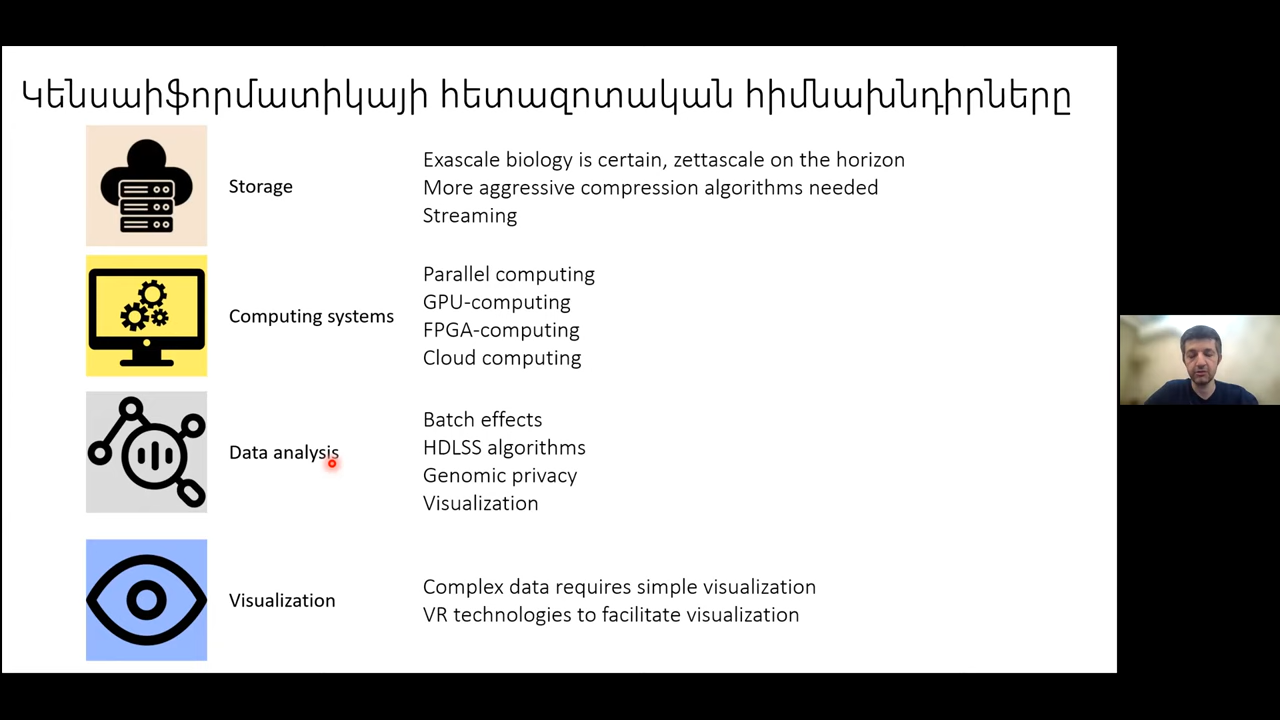 Կենսաիֆորմատիկայի հետազոտական հիմնախնդիրները
Storage
Exascale biology is certain, zettascale on the horizon
More aggressive compression algorithms needed
Streaming
Computing systems
Parallel computing
GPU-computing
FPGA-computing
Cloud computing
Data analysis
Batch effects
HDLSS algorithms
Genomic privacy
Visualization
Visualization
Complex data requires simple visualization
VR technologies to facilitate visualization